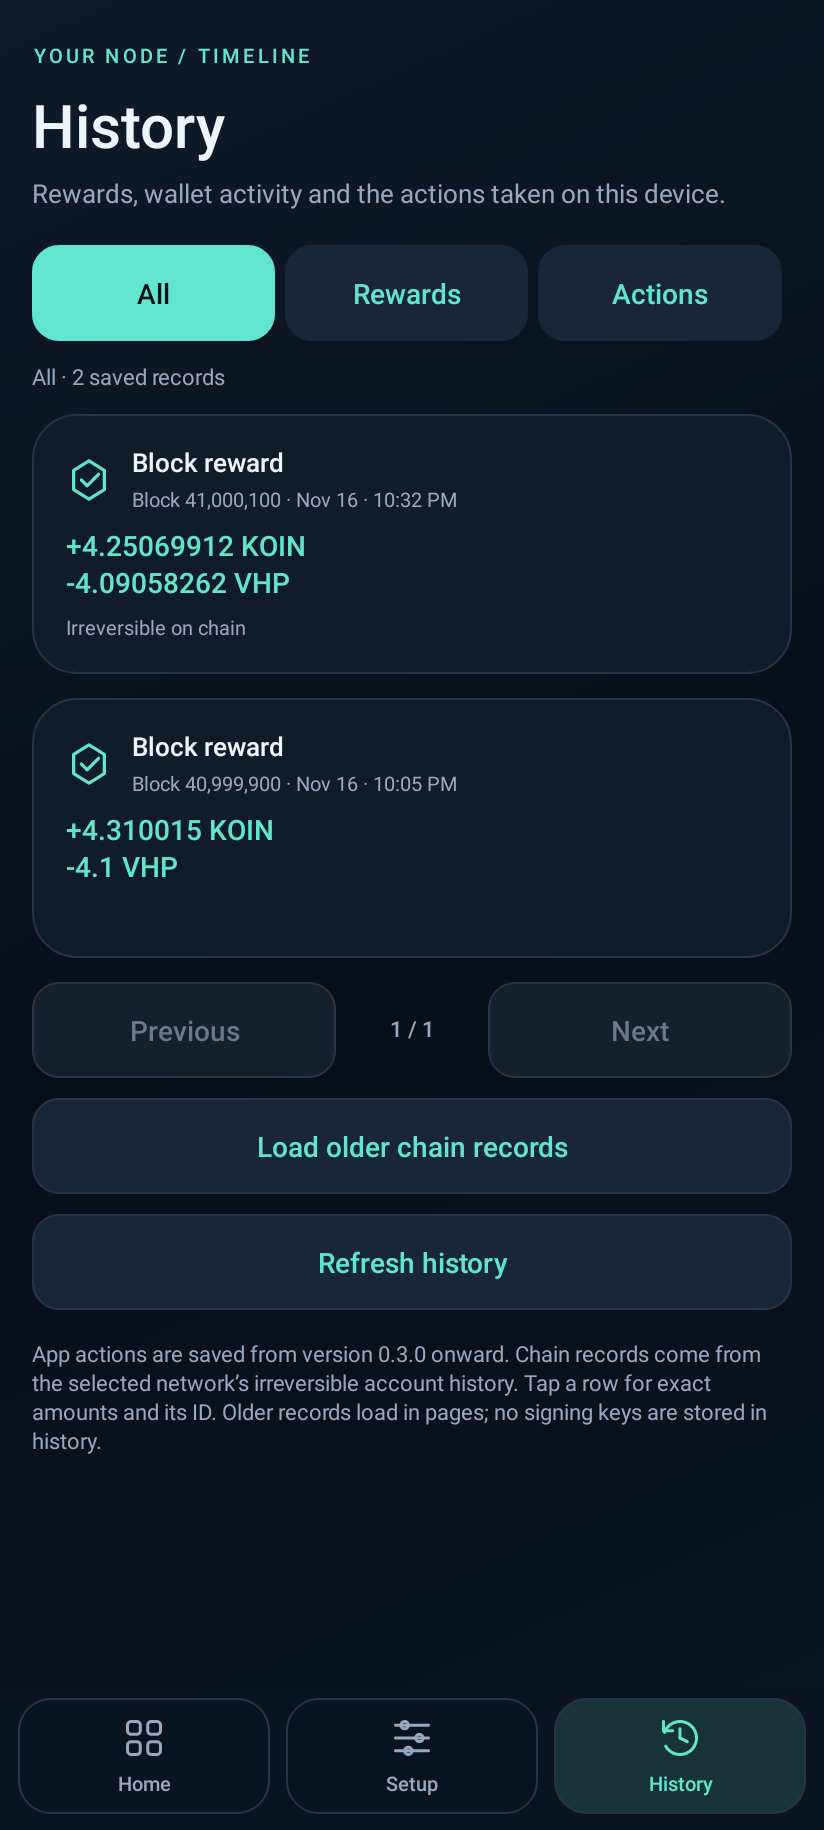 YOUR NODE / TIMELINE
History
Rewards, wallet activity and the actions taken on this device.
All
Rewards
Actions
All · 2 saved records
Block reward
Block 41,000,100 · Nov 16 · 10:32 PM
+4.25069912 KOIN
-4.09058262 VHP
Irreversible on chain
Block reward
Block 40,999,900 · Nov 16 · 10:05 PM
+4.310015 KOIN
-4.1 VHP
Previous
1 / 1
Next
Load older chain records
Refresh history
App actions are saved from version 0.3.0 onward. Chain records come from
the selected network’s irreversible account history. Tap a row for exact
amounts and its ID. Older records load in pages; no signing keys are stored in
history.
Home
Setup
History